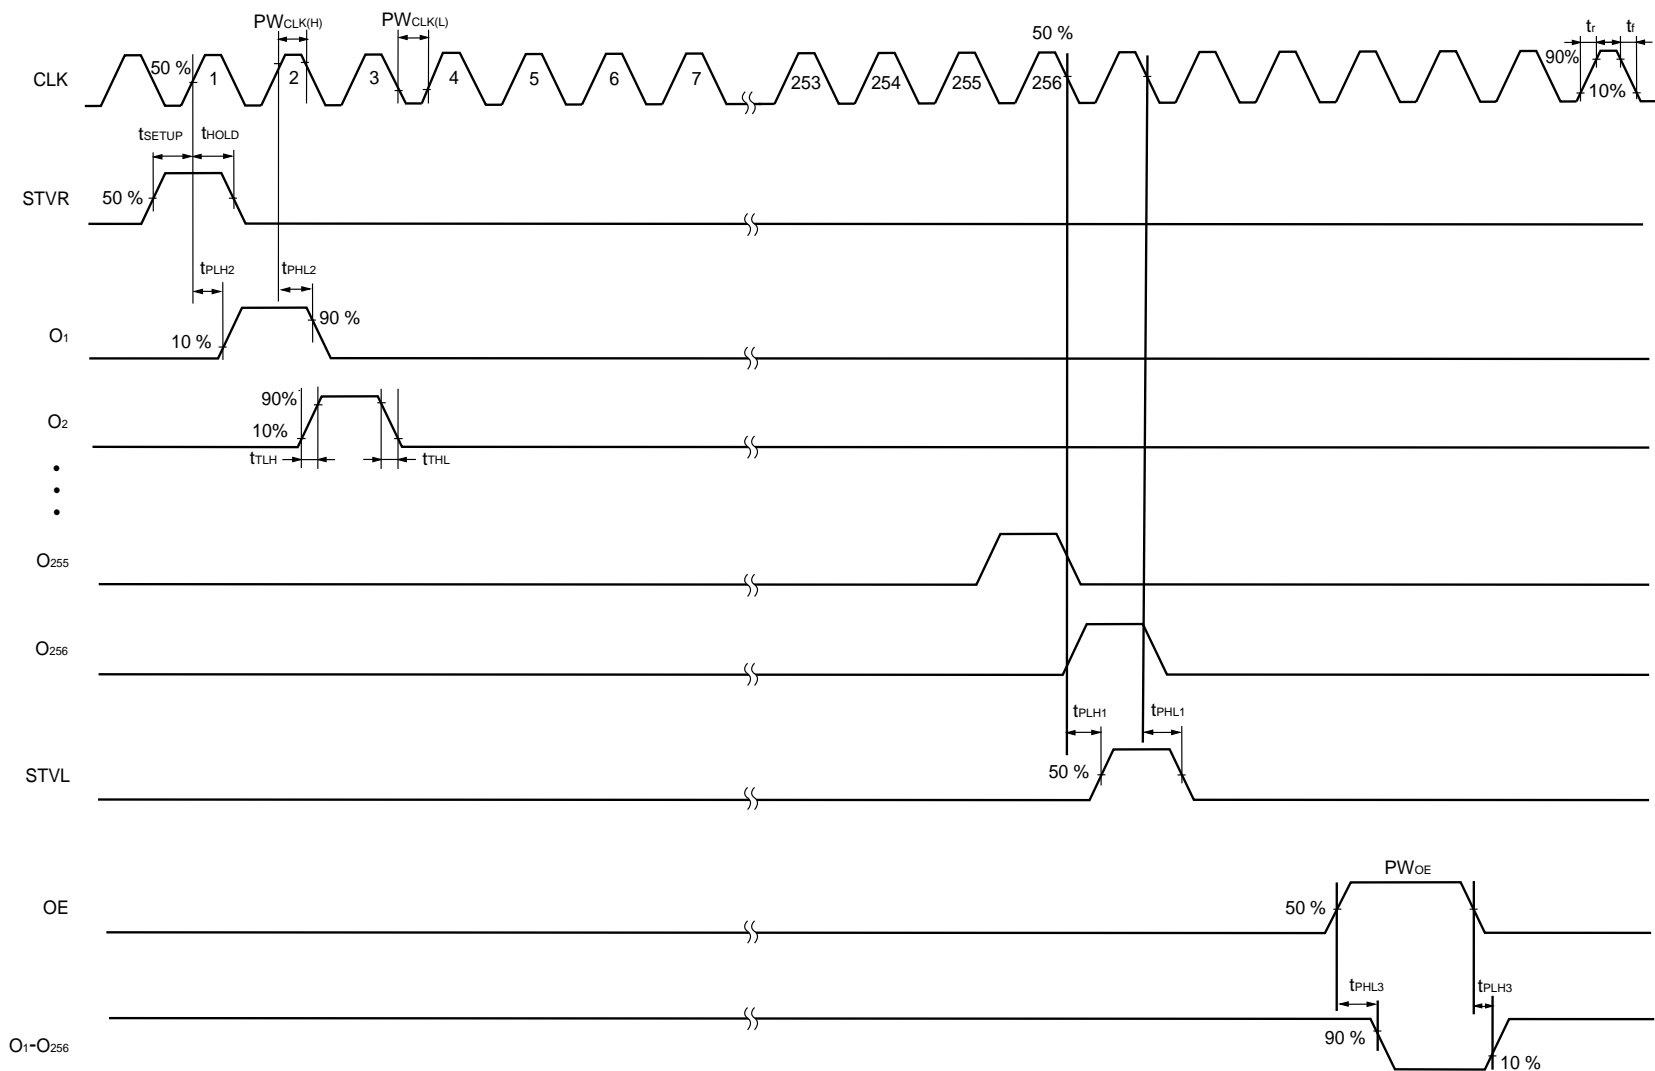 PWCLK(H) PWCLK(L) 50 % tr tf
CLK 50 % 1 2 3 4 5 6 7 253 254 255 256 90% 10%
tSETUP tHOLD
STVR 50 %
tPLH2 tPHL2
O1 10 % 90 %
O2 90% 10%
tTLH tTHL
O255
O256
tPLH1 tPHL1
STVL 50 %
PWOE
OE 50 %
tPHL3 tPLH3
O1-O256 90 % 10 %